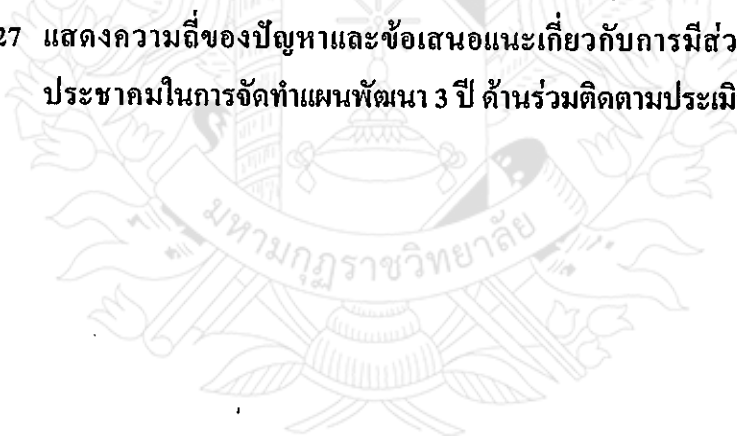 27 แสดงความถี่ของปัญหาและข้อเสนอแนะเกี่ยวกับการมีส่ว
ประชาคมในการจัดทำแผนพัฒนา 3 ปี ด้านร่วมติดตามประเมิ
มหามกุฏราชวิทยาลัย